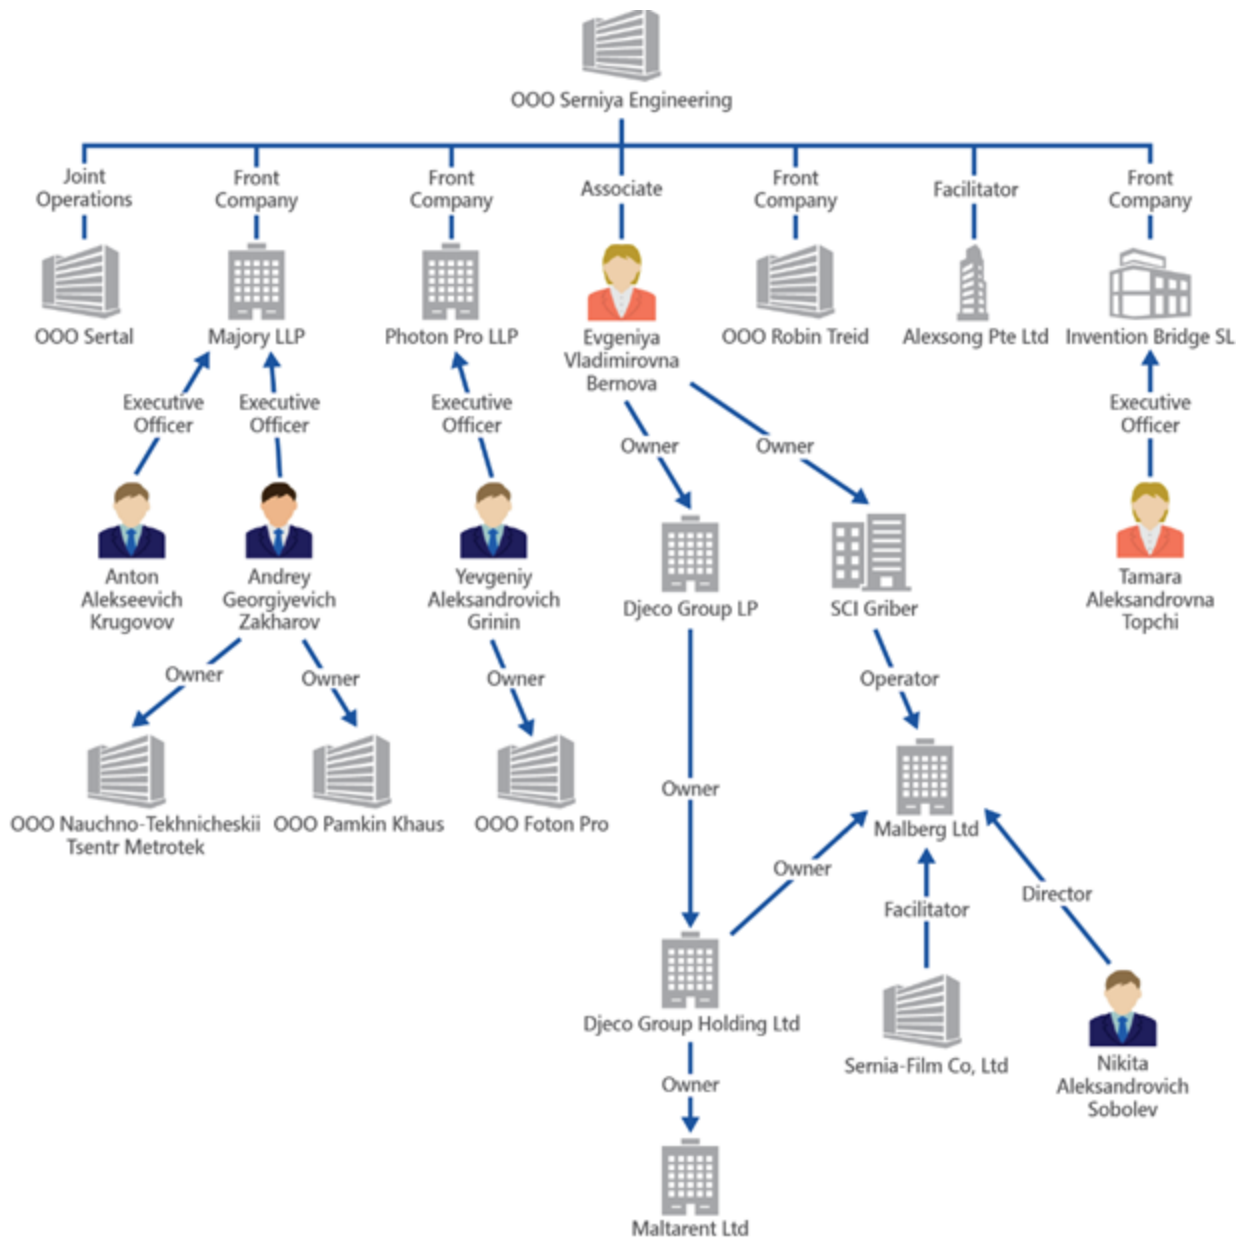 OOO Serniya Engineering
Joint
Operations
Front
Company
Front
Company
Associate
Front
Company
Facilitator
Front
Company
OOO Sertal
Majory LLP
Photon Pro LLP
Evgeniya
Vladimirovna
Bernova
OOO Robin Treid
Alexsong Pte Ltd
Invention Bridge SL
Executive
Officer
Executive
Officer
Executive
Officer
Owner
Owner
Executive
Officer
Anton
Alekseevich
Krugovov
Andrey
Georgiyevich
Zakharov
Yevgeniy
Aleksandrovich
Grinin
Djeco Group LP
SCI Griber
Tamara
Aleksandrovna
Topchi
Owner
Owner
Owner
Operator
OOO Nauchno-Tekhnicheskii
Tsentr Metrotek
OOO Pamkin Khaus
OOO Foton Pro
Owner
Malberg Ltd
Owner
Facilitator
Director
Djeco Group Holding Ltd
Sernia-Film Co, Ltd
Nikita
Aleksandrovich
Sobolev
Owner
Maltarent Ltd